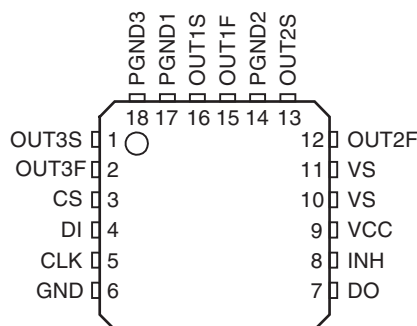 PGND3
PGND1
OUT1S
OUT1F
PGND2
OUT2S
18 17 16 15 14 13
OUT3S 1 12 OUT2F
OUT3F 2 11 VS
CS 3 10 VS
DI 4 9 VCC
CLK 5 8 INH
GND 6 7 DO